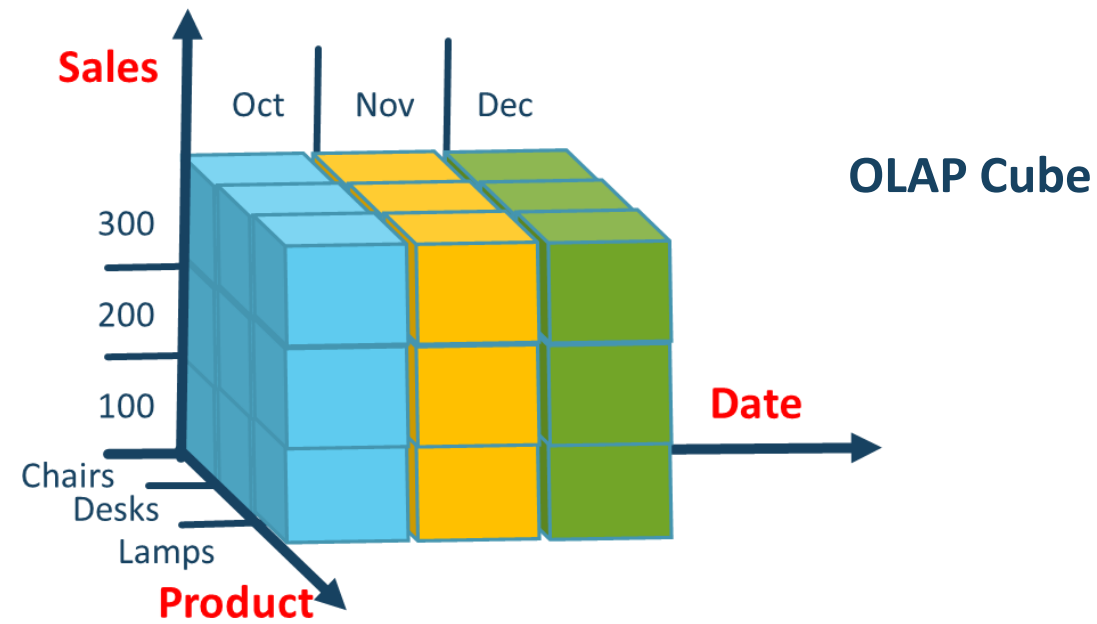 Sales
Oct Nov Dec
OLAP Cube
300
200
100
Date
Chairs
Desks
Lamps
Product